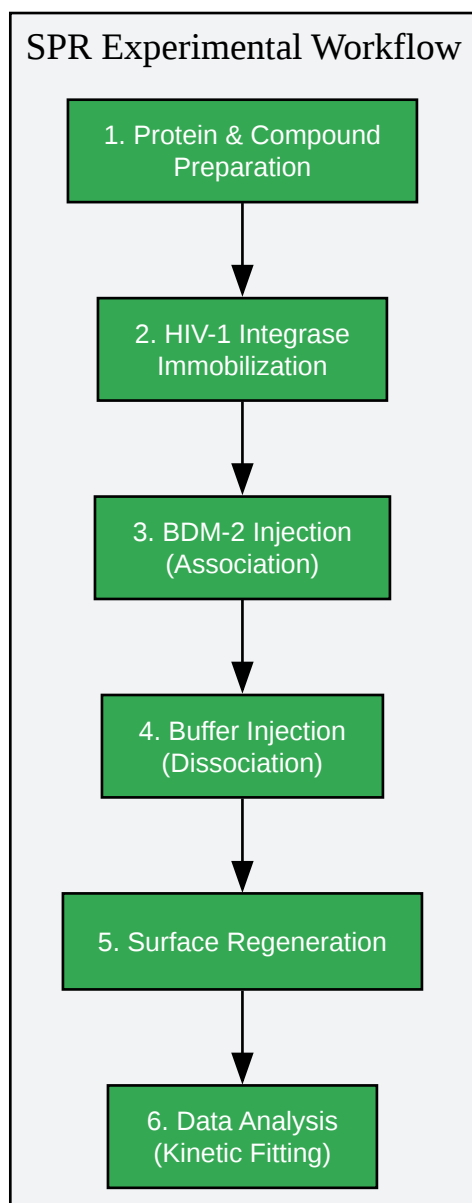 SPR Experimental Workflow
1. Protein & Compound
Preparation
2. HIV-1 Integrase
Immobilization
3. BDM-2 Injection
(Association)
4. Buffer Injection
(Dissociation)
5. Surface Regeneration
6. Data Analysis
(Kinetic Fitting)